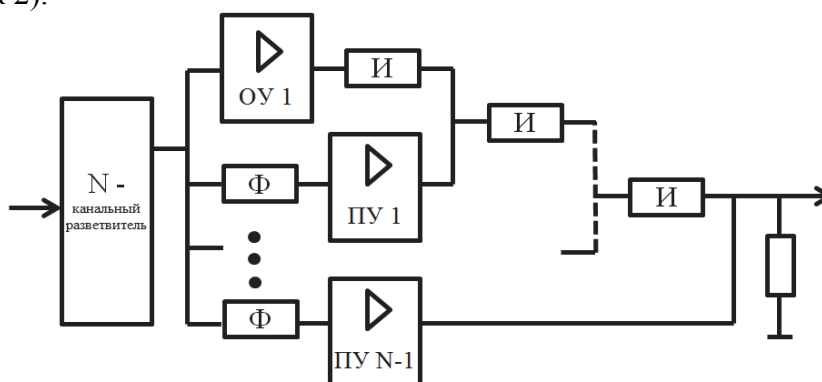 к 2).
ОУ 1
И
И
N -
канальный
разветвитель
Ф
ПУ 1
И
Ф
ПУ N-1